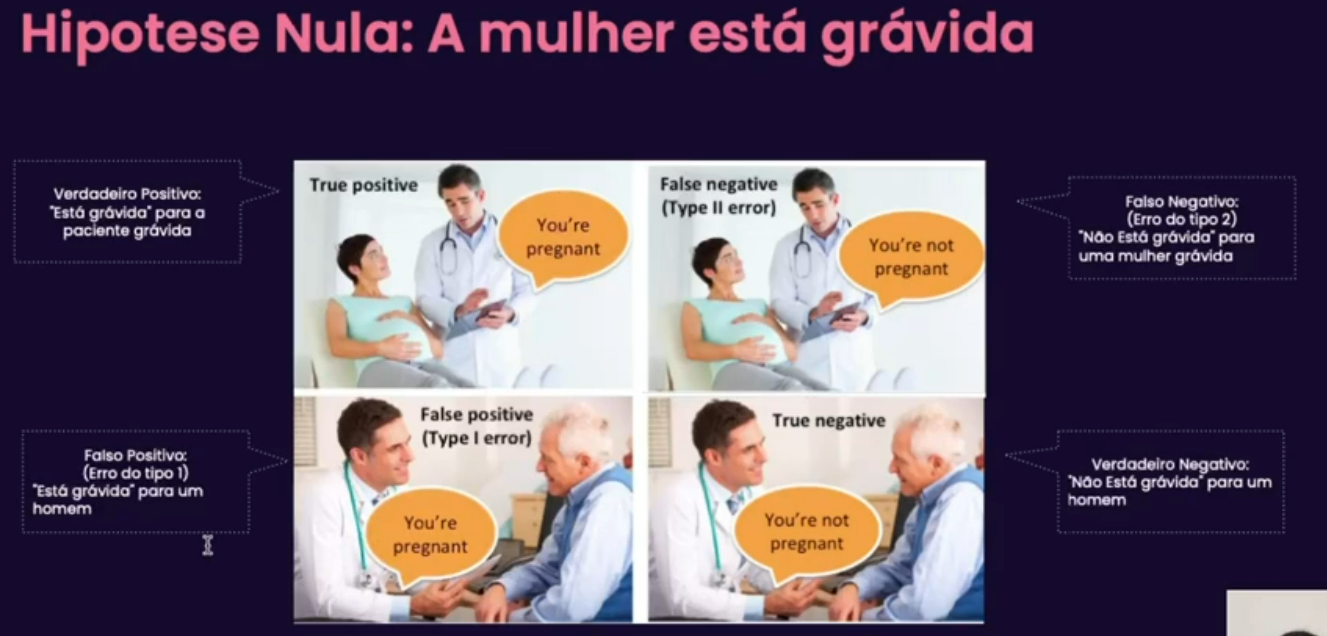 Hipotese Nula: A mulher está grávida
Verdadeiro Positivo:
"Está grávida" para a
paciente grávida
True positive
You're
pregnant
False negative
(Type II error)
You're not
pregnant
Falso Negativo:
(Erro do tipo 2)
"Não Está grávida" para
uma mulher grávida
Falso Positivo:
(Erro do tipo 1)
"Está grávida" para um
homem
False positive
(Type I error)
You're
pregnant
True negative
You're not
pregnant
Verdadeiro Negativo:
"Não Está grávida" para um
homem